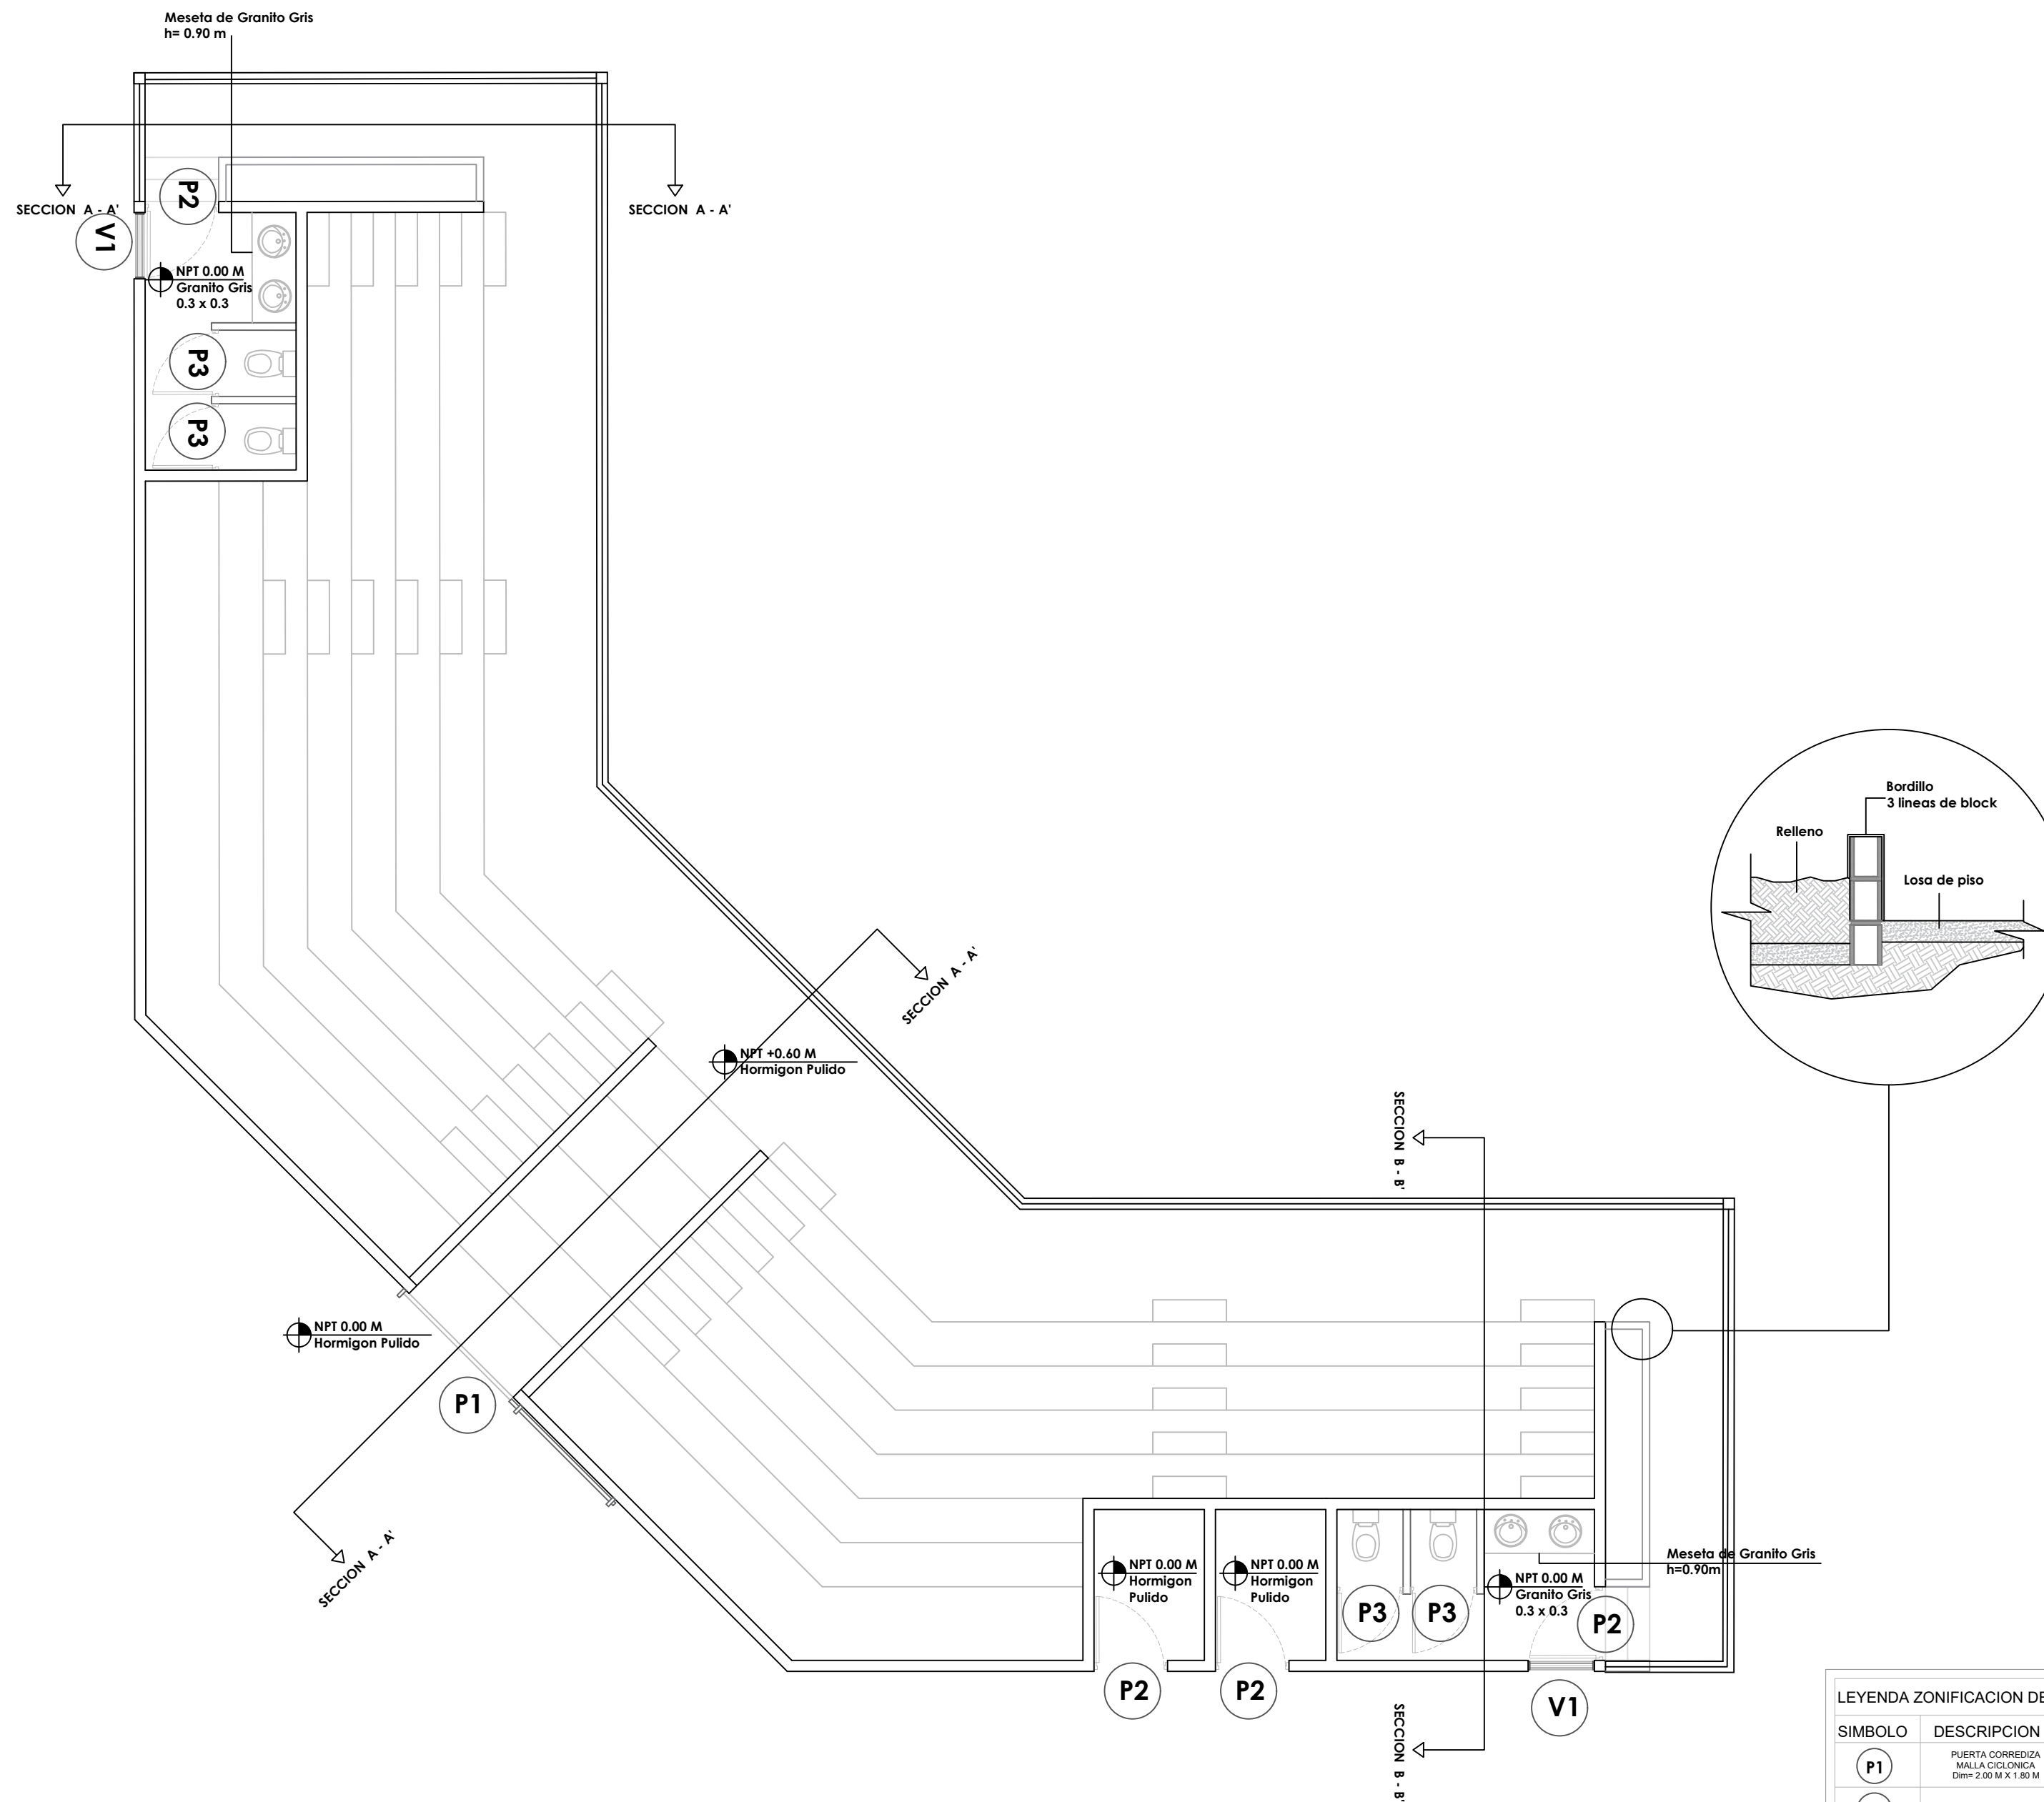 Meseta de Granito Gris
h= 0.90 m
SECCION A - A'
SECCION A - A'
P2
V1
NPT 0.00 M
Granito Gris
0.3 x 0.3
P3
P3
Bordillo
3 lineas de block
Relleno
Losa de piso
SECCION A - A'
NPT +0.60 M
Hormigon Pulido
SECCION B - B'
NPT 0.00 M
Hormigon Pulido
P1
SECCION A - A'
NPT 0.00 M
Hormigon
Pulido
NPT 0.00 M
Hormigon
Pulido
Meseta de Granito Gris
h=0.90m
NPT 0.00 M
Granito Gris
0.3 x 0.3
P3
P3
P2
P2
P2
V1
SECCION B - B'
LEYENDA ZONIFICACION DE
SIMBOLO
DESCRIPCION
P1
PUERTA CORREDIZA
MALLA CICLONICA
Dim= 2.00 M X 1.80 M